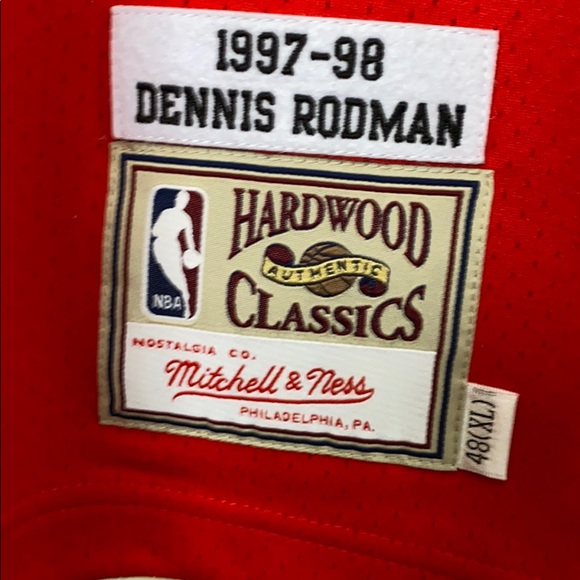 1997-98
DENNIS RODMAN
HARDWOOD
AUTHENTIC
CLASSICS
NBA
NOSTALGIA CO.
Mitchell & Ness
PHILADELPHIA, PA.
48(XL)